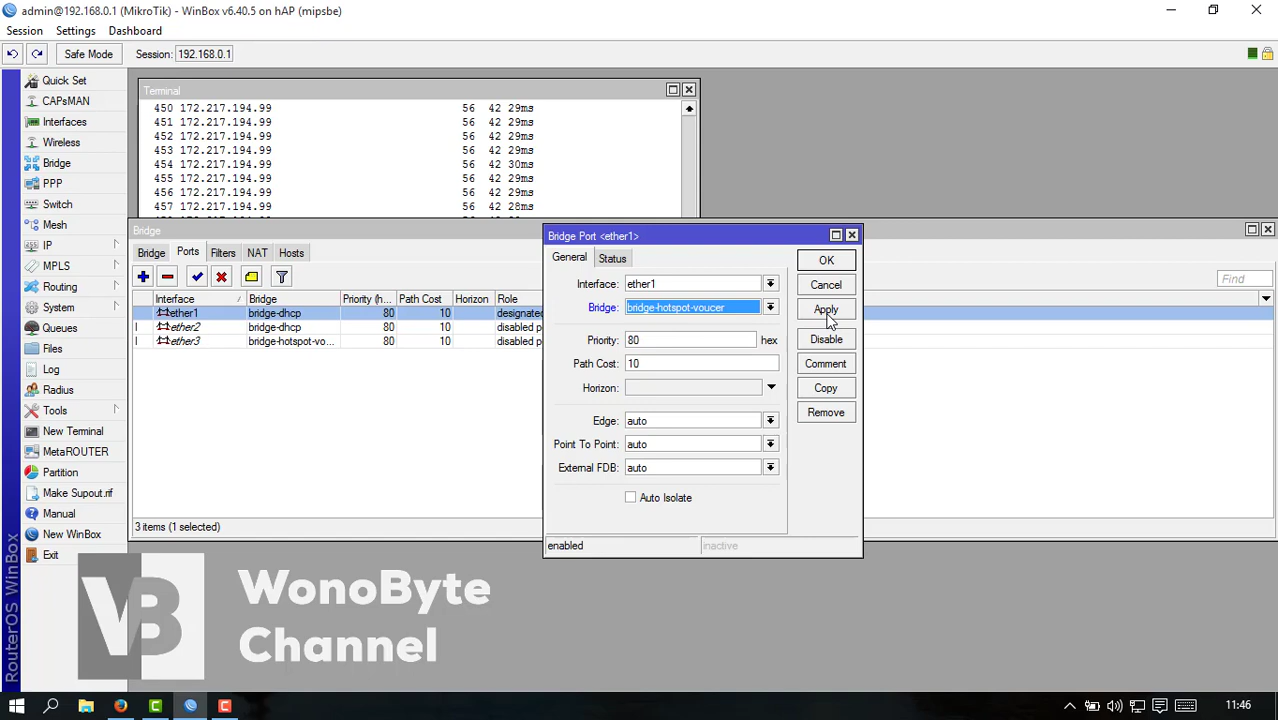 admin@192.168.0.1 (MikroTik) - WinBox v6.40.5 on hAP (mipsbe)
Session Settings Dashboard
Safe Mode Session: 192.168.0.1
Quick Set
CAPsMAN
Interfaces
Wireless
Bridge
PPP
Switch
Mesh
IP
MPLS
Routing
System
Queues
Files
Log
Radius
Tools
New Terminal
MetaROUTER
Partition
Make Supout.rif
Manual
New WinBox
Exit
RouterOS WinBox
Terminal
450 172.217.194.99 56 42 29ms
451 172.217.194.99 56 42 29ms
452 172.217.194.99 56 42 29ms
453 172.217.194.99 56 42 29ms
454 172.217.194.99 56 42 30ms
455 172.217.194.99 56 42 29ms
456 172.217.194.99 56 42 29ms
457 172.217.194.99 56 42 28ms
Bridge
Bridge Ports Filters NAT Hosts
Find
Interface Bridge Priority (h... Path Cost Horizon Role
ether1 bridge-dhcp 80 10 designated
I ether2 bridge-dhcp 80 10 disabled p
I ether3 bridge-hotspot-vo... 80 10 disabled p
3 items (1 selected)
Bridge Port <ether1>
General Status
Interface: ether1
Bridge: bridge-hotspot-voucer
Priority: 80 hex
Path Cost: 10
Horizon:
Edge: auto
Point To Point: auto
External FDB: auto
Auto Isolate
enabled inactive
OK
Cancel
Apply
Disable
Comment
Copy
Remove
WonoByte
Channel
11:46